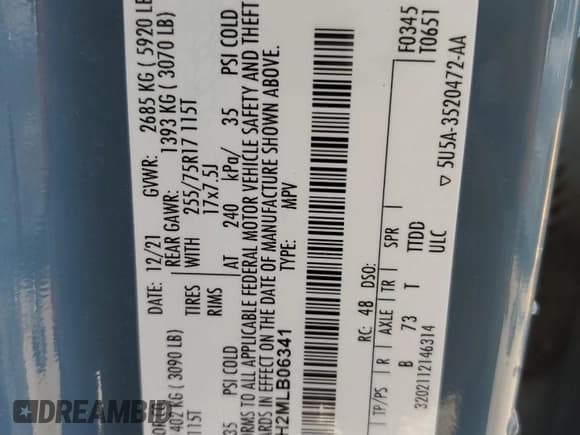 DATE: 12/21 GVWR: 2685 KG ( 5920 LB
REAR GAWR: 1393 KG ( 3070 LB)
1402 KG ( 3090 LB) WITH 255/75R17 115T
115T TIRES
RIMS 17x7.5J
35 PSI COLD AT 240 kPa/ 35 PSI COLD
ORMS TO ALL APPLICABLE FEDERAL MOTOR VEHICLE SAFETY AND THEFT
IN EFFECT ON THE DATE OF MANUFACTURE SHOWN ABOVE.
H2MLB06341 TYPE: MPV
RC: 48 DSO: F0345
T0651
TP/PS R AXLE TR SPR
B 73 T TTDD
ULC
3202112146314 ▽ 5U5A-3520472-AA
DREAMBID